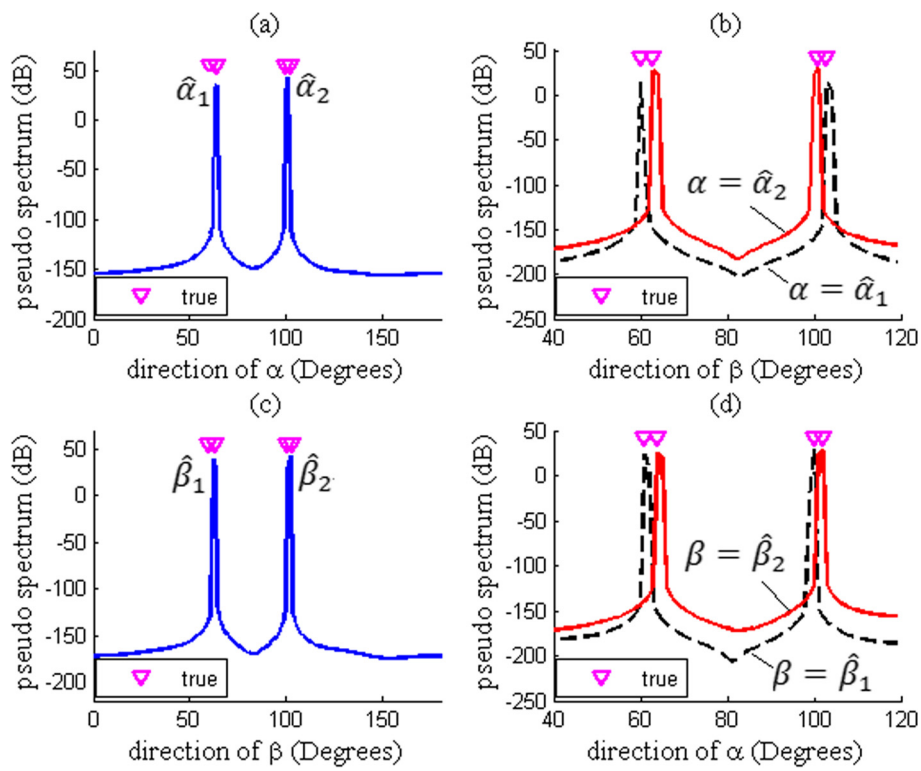 (a)
pseudo spectrum (dB)
50
0
-50
-100
-150
-200
α̂₁
α̂₂
true
0
50
100
150
direction of α (Degrees)
(b)
pseudo spectrum (dB)
50
0
-50
-100
-150
-200
-250
α = α̂₂
α = α̂₁
true
40
60
80
100
120
direction of β (Degrees)
(c)
pseudo spectrum (dB)
50
0
-50
-100
-150
-200
β̂₁
β̂₂
true
0
50
100
150
direction of β (Degrees)
(d)
pseudo spectrum (dB)
50
0
-50
-100
-150
-200
-250
β = β̂₂
β = β̂₁
true
40
60
80
100
120
direction of α (Degrees)